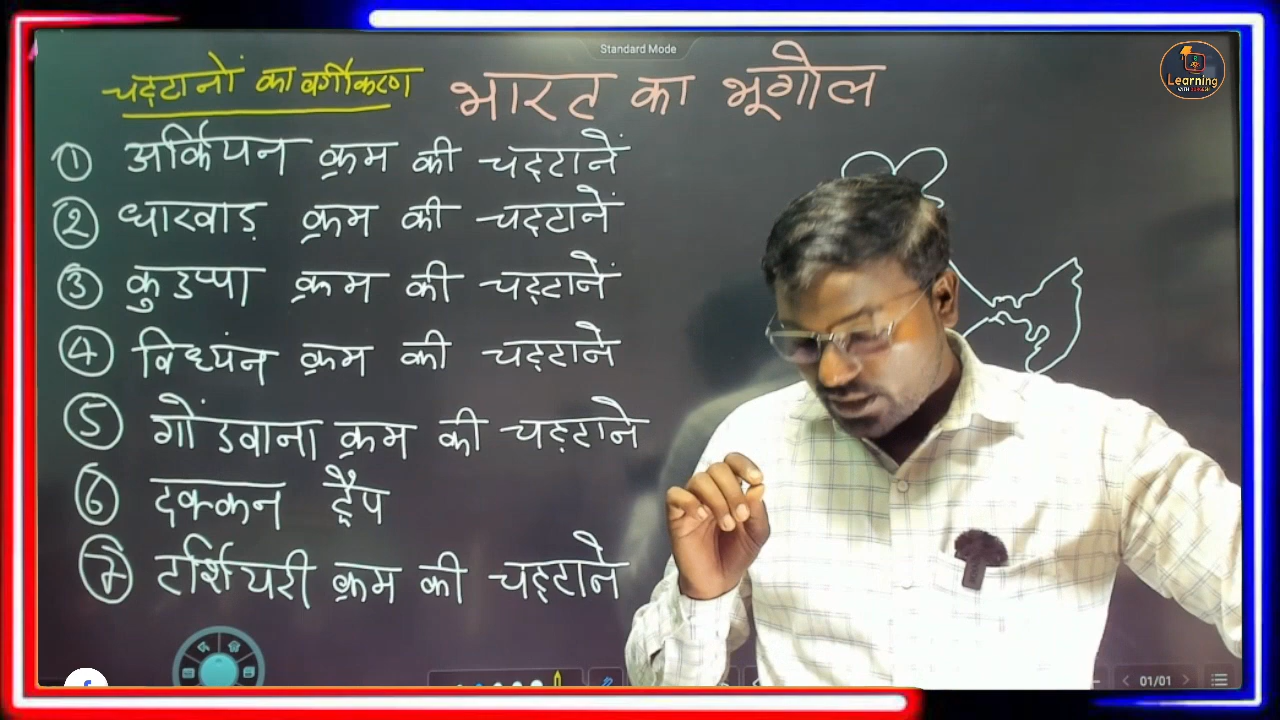 Standard Mode
चट्टानों का वर्गीकरण भारत का भूगोल
Learning
① आर्कियन क्रम की चट्टानें
② धारवाड़ क्रम की चट्टानें
③ कुडप्पा क्रम की चट्टानें
④ विध्यंन क्रम की चट्टाने
⑤ गोंडवाना क्रम की चट्टाने
⑥ दक्कन ट्रैप
⑦ टर्शियरी क्रम की चट्टाने
01/01